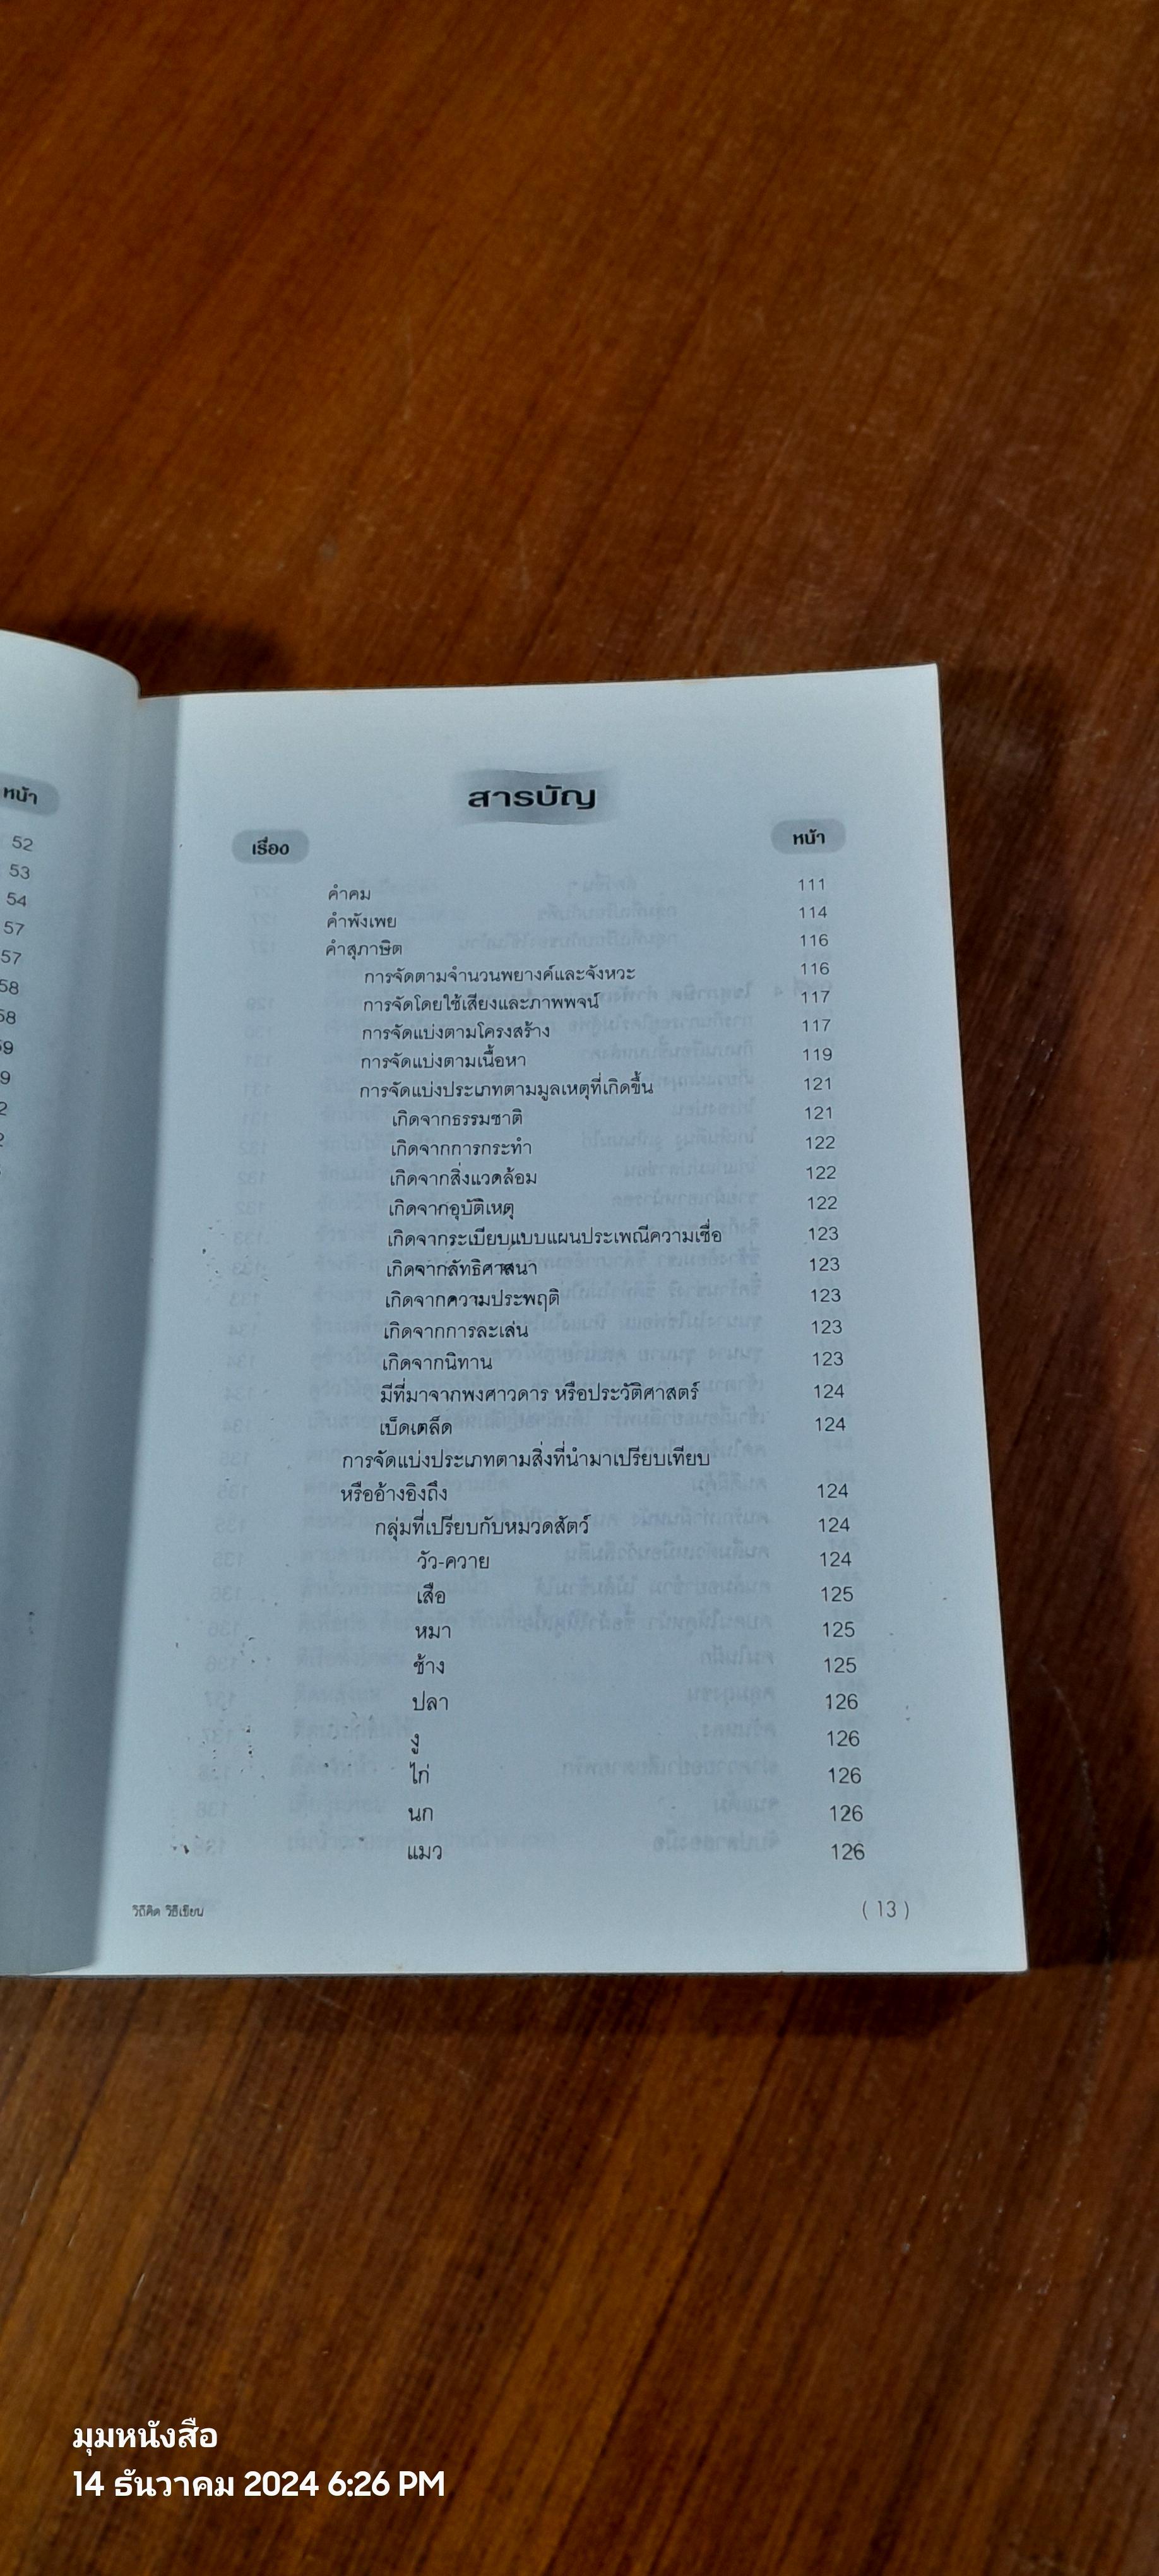 หน้า
52
53
54
57
57
58
58
59
สารบัญ
เรื่อง หน้า
คำคม 111
คำพังเพย 114
คำสุภาษิต 116
การจัดตามจำนวนพยางค์และจังหวะ 116
การจัดโดยใช้เสียงและภาพพจน์ 117
การจัดแบ่งตามโครงสร้าง 117
การจัดแบ่งตามเนื้อหา 119
การจัดแบ่งประเภทตามมูลเหตุที่เกิดขึ้น 121
เกิดจากธรรมชาติ 121
เกิดจากการกระทำ 122
เกิดจากสิ่งแวดล้อม 122
เกิดจากอุบัติเหตุ 122
เกิดจากระเบียบแบบแผนประเพณีความเชื่อ 123
เกิดจากลัทธิศาสนา 123
เกิดจากความประพฤติ 123
เกิดจากการละเล่น 123
เกิดจากนิทาน 123
มีที่มาจากพงศาวดาร หรือประวัติศาสตร์ 124
เบ็ดเตล็ด 124
การจัดแบ่งประเภทตามสิ่งที่นำมาเปรียบเทียบ
หรืออ้างอิงถึง 124
กลุ่มที่เปรียบกับหมวดสัตว์ 124
วัว-ควาย 124
เสือ 125
หมา 125
ช้าง 125
ปลา 126
งู 126
ไก่ 126
นก 126
แมว 126
วิถีคิด วิธีเขียน ( 13 )
มุมหนังสือ
14 ธันวาคม 2024 6:26 PM